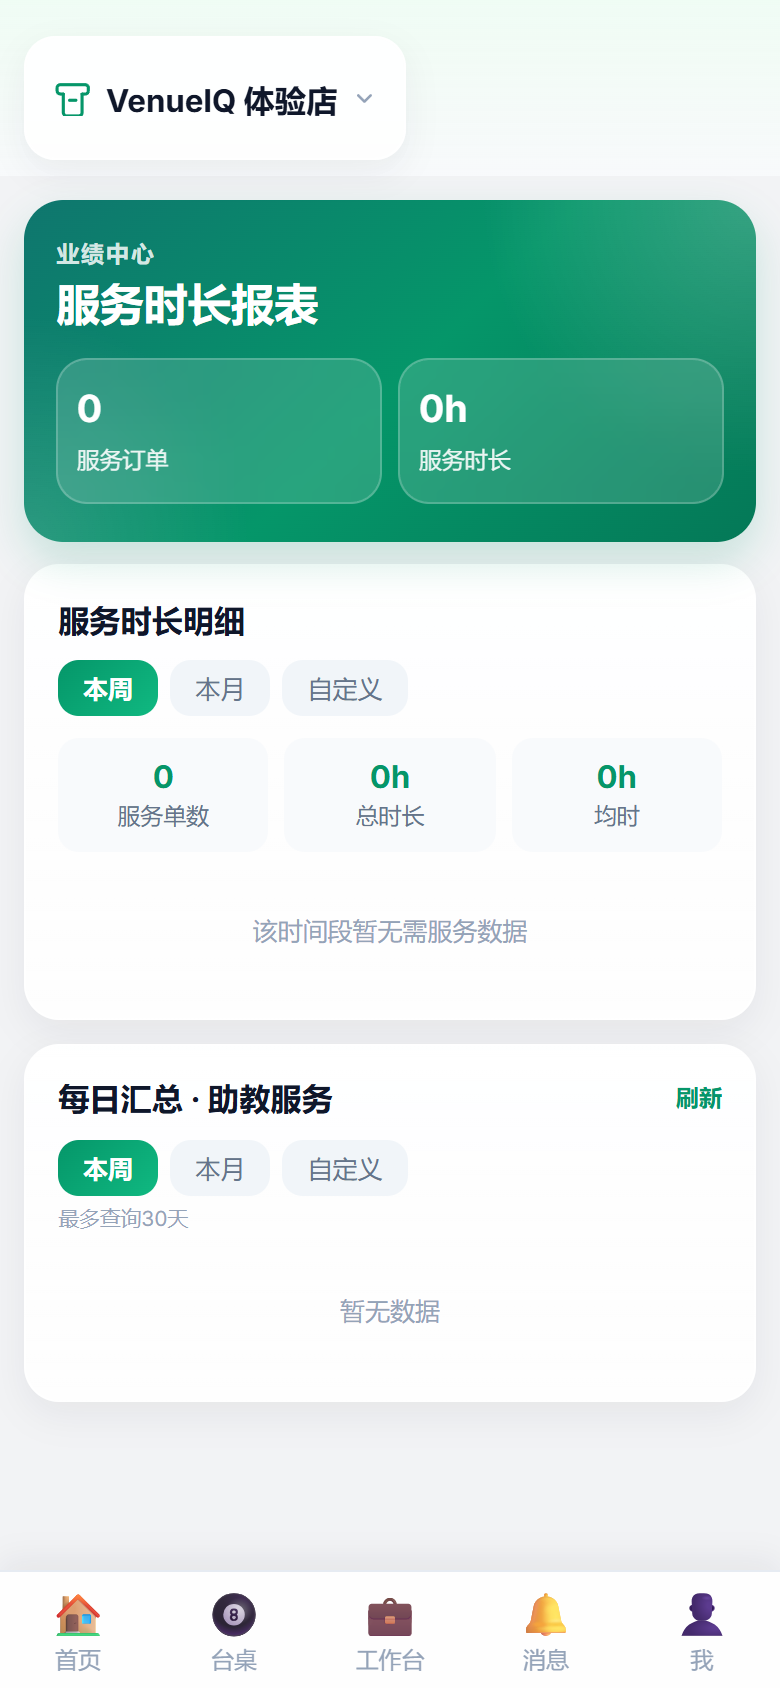 VenueIQ 体验店
业绩中心
服务时长报表
0
0h
服务订单
服务时长
服务时长明细
本周
本月
自定义
0
0h
0h
服务单数
总时长
均时
该时间段暂无需服务数据
每日汇总 · 助教服务
刷新
本周
本月
自定义
最多查询30天
暂无数据
8
首页
台桌
工作台
消息
我